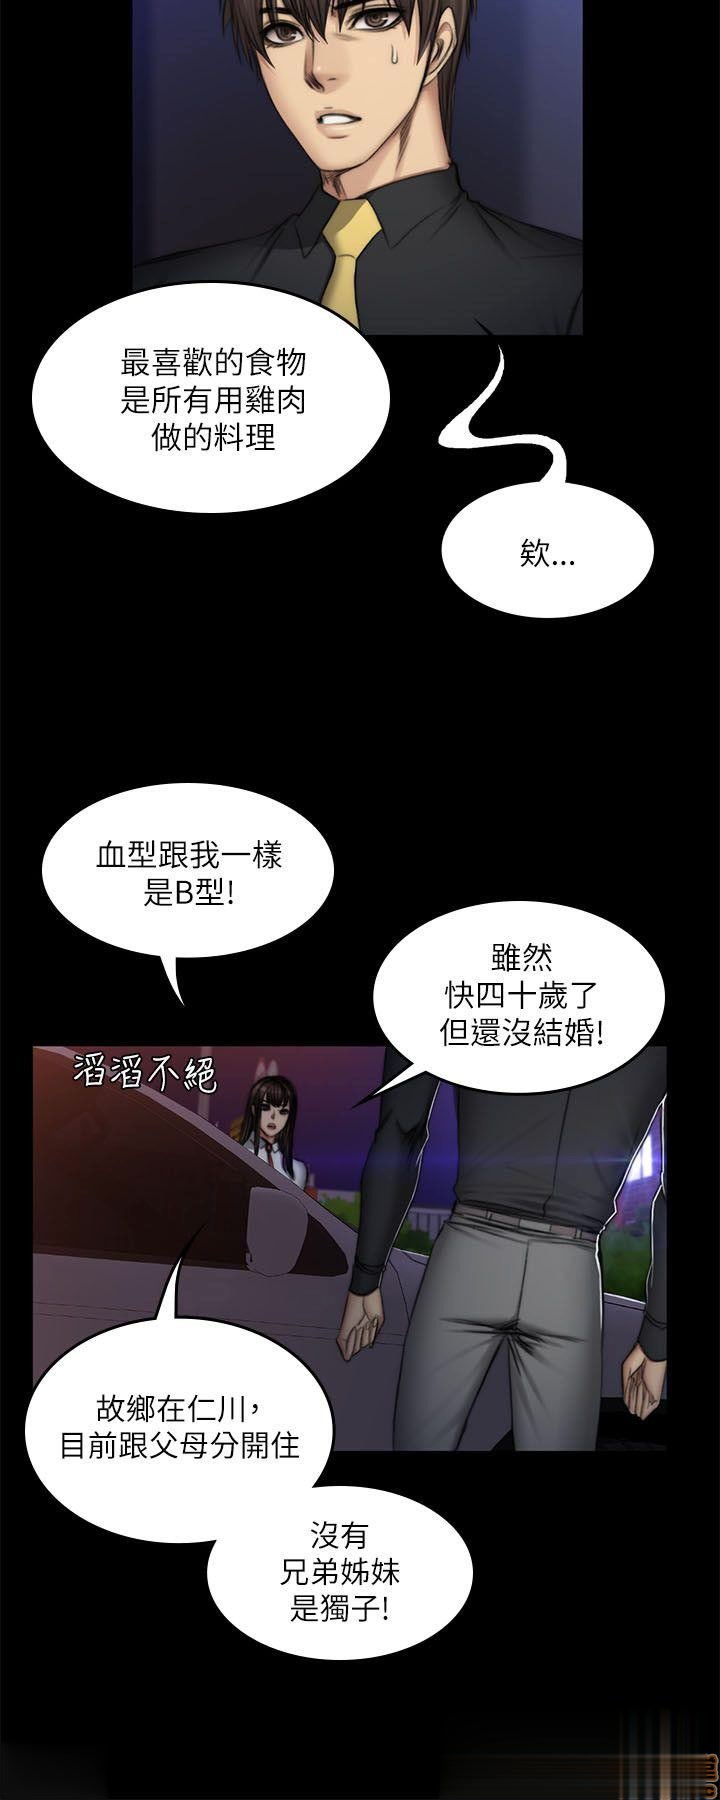 最喜歡的食物
是所有用雞肉
做的料理
欸…
血型跟我一樣
是B型!
雖然
快四十歲了
但還沒結婚!
滔滔不絕
故鄉在仁川,
目前跟父母分開住
沒有
兄弟姊妹
是獨子!